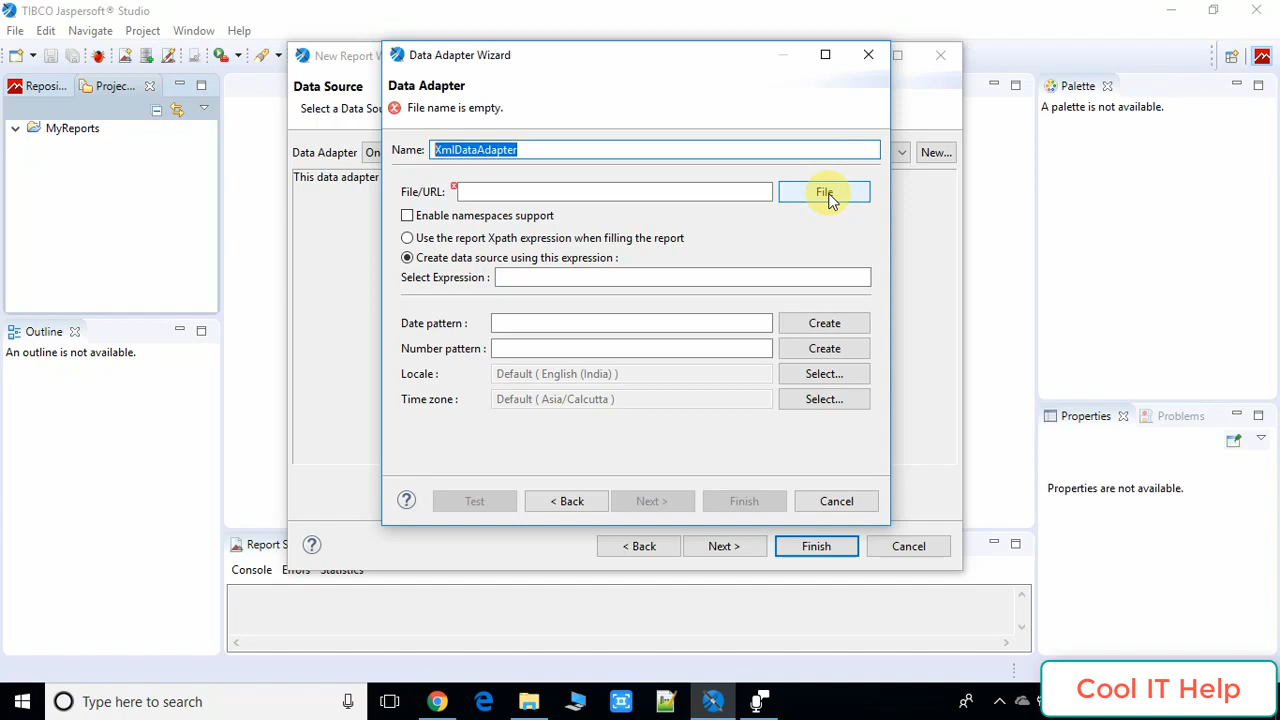 TIBCO Jaspersoft® Studio
File Edit Navigate Project Window Help
Reposi... Projec...
MyReports
Outline
An outline is not available.
New Report W
Data Source
Select a Data Sou
Data Adapter On New...
This data adapter
Data Adapter Wizard
Data Adapter
File name is empty.
Name: XmlDataAdapter
File/URL: File
Enable namespaces support
Use the report Xpath expression when filling the report
Create data source using this expression :
Select Expression :
Date pattern : Create
Number pattern : Create
Locale : Default ( English (India) ) Select...
Time zone : Default ( Asia/Calcutta ) Select...
Test < Back Next > Finish Cancel
< Back Next > Finish Cancel
Report S
Console Errors Statistics
Palette
A palette is not available.
Properties Problems
Properties are not available.
Type here to search
Cool IT Help